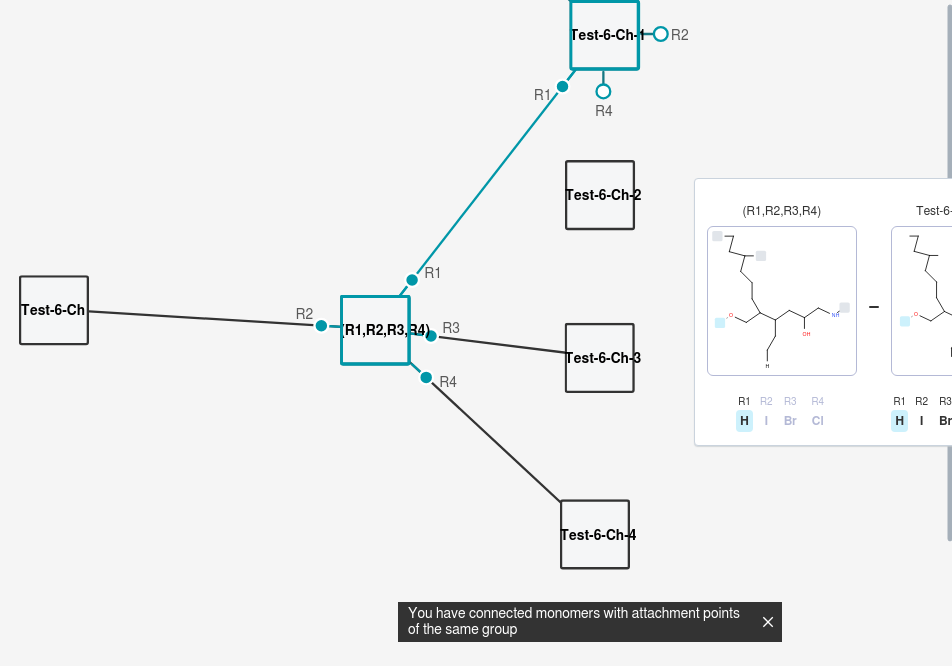 Test-6-Ch-1
R2
R1
R4
Test-6-Ch-2
(R1,R2,R3,R4)
Test-6-
R1
Test-6-Ch
R2
(R1,R2,R3,R4)
R3
Test-6-Ch-3
R4
O
NH
OH
H
O
R1 R2 R3 R4
H I Br Cl
R1 R2 R3
H I Br
Test-6-Ch-4
You have connected monomers with attachment points
of the same group